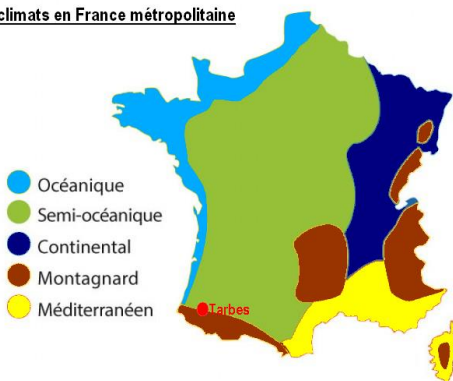 climats en France métropolitaine
Océanique
Semi-océanique
Continental
Montagnard
Méditerranéen
Tarbes